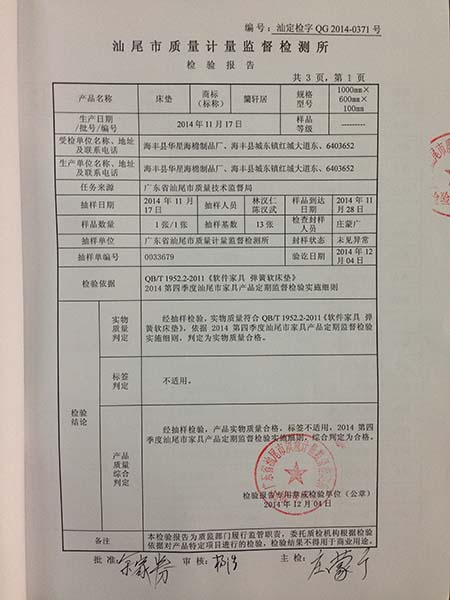 编号：汕定检字 QG 2014-0371 号
汕尾市质量计量监督检测所
检验报告
共 3 页，第 1 页
产品名称 床垫 商标（标称） 蘭轩居 规格型号 1000mm×600mm×100mm
生产日期/批号/编号 2014 年 11 月 17 日 样品等级 --------
受检单位名称、地址及联系电话 海丰县华星海棉制品厂、海丰县城东镇红城大道东、6403652
生产单位名称、地址及联系电话 海丰县华星海棉制品厂、海丰县城东镇红城大道东、6403652
任务来源 广东省汕尾市质量技术监督局
抽样日期 2014 年 11 月 17 日 抽样人员 林汉仁 陈汉武 样品到达日期 2014 年 11 月 28 日
样品数量 1 张/1 张 抽样基数 13 张 检查封样人员 庄蒙广
抽样单位 广东省汕尾市质量计量监督检测所 封样状态 未见异常
抽样单编号 0033679 验讫日期 2014 年 12 月 04 日
检验依据 QB/T 1952.2-2011《软体家具 弹簧软床垫》
2014 第四季度汕尾市家具产品定期监督检验实施细则
检验结论
实物质量判定 经抽样检验，实物质量符合 QB/T 1952.2-2011《软体家具 弹
簧软床垫》，依据 2014 第四季度汕尾市家具产品定期监督检验
实施细则，判定为实物质量合格。
标签判定 不适用。
产品质量综合判定 经抽样检验，产品实物质量合格，标签不适用，2014 第四
季度汕尾市家具产品定期监督检验实施细则，综合判定为合格。
检验报告专用章或检验单位（公章）
2014 年 12 月 04 日
备注 本检验报告为质监部门履行监管职责，委托质检机构根据检验
依据对产品特定项目进行的检验，检验结果不得用于商业用途。
批准： 审核： 主检：庄蒙广